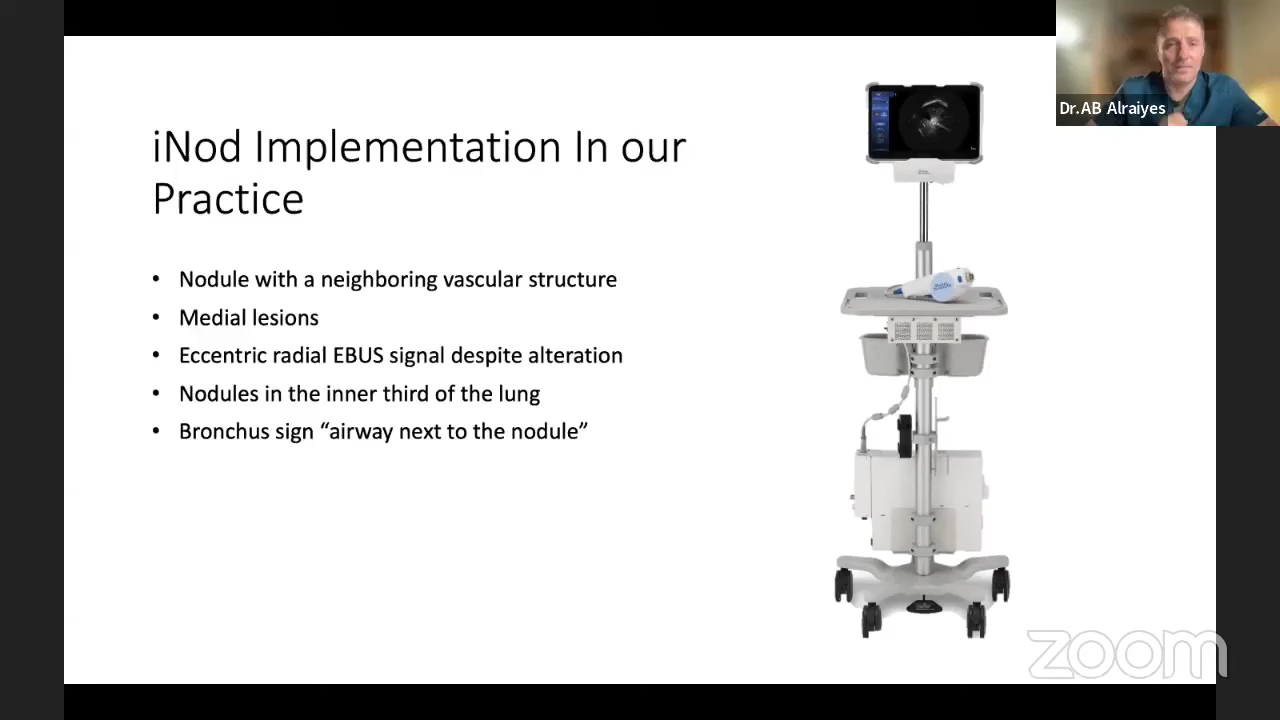 Dr.AB Alraiyes
iNod Implementation In our
Practice
• Nodule with a neighboring vascular structure
• Medial lesions
• Eccentric radial EBUS signal despite alteration
• Nodules in the inner third of the lung
• Bronchus sign “airway next to the nodule”
zoom